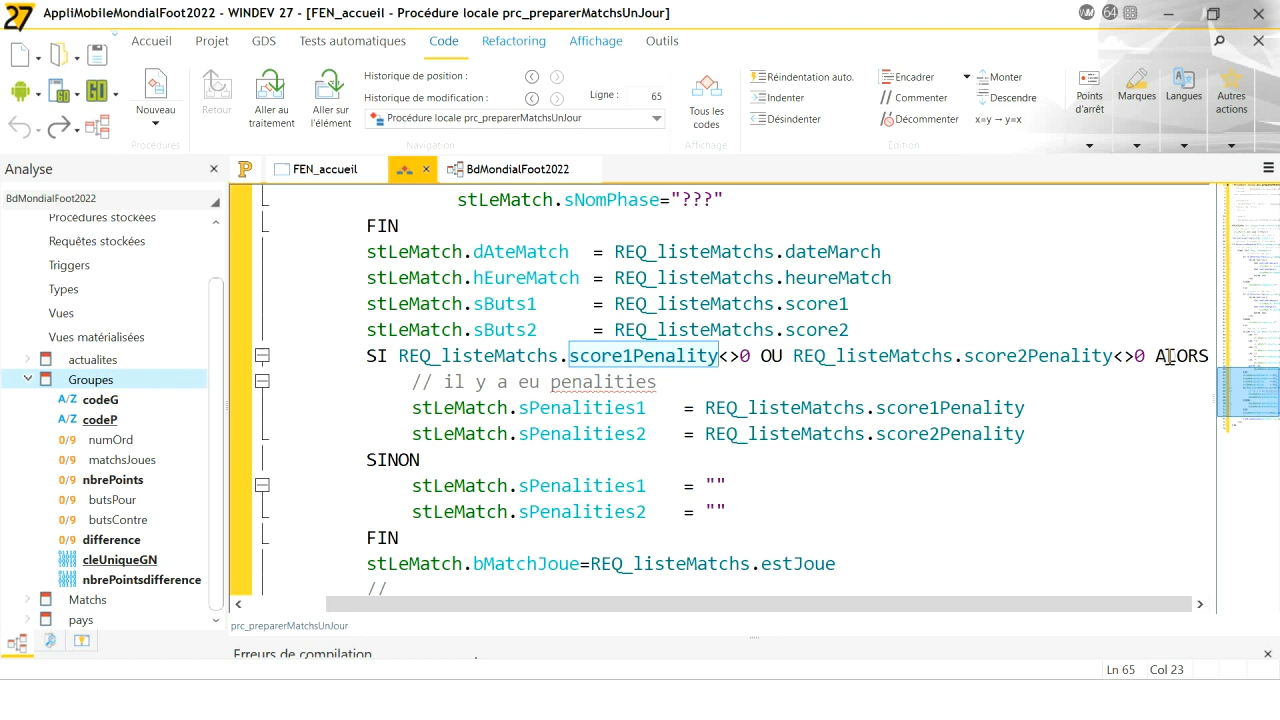 27 AppliMobileMondialFoot2022 - WINDEV 27 - [FEN_accueil - Procédure locale prc_preparerMatchsUnJour] 64
Accueil Projet GDS Tests automatiques Code Refactoring Affichage Outils
Nouveau Retour Aller au traitement Aller sur l'élément
Historique de position :
Historique de modification : Ligne : 65
Procédure locale prc_preparerMatchsUnJour
Tous les codes
Réindentation auto.
Indenter
Désindenter
Encadrer
Commenter
Décommenter
Monter
Descendre
x=y → y=x
Points d'arrêt Marques Langues Autres actions
Procédures Navigation Affichage Edition
Analyse
FEN_accueil BdMondialFoot2022
BdMondialFoot2022
Procédures stockées
Requêtes stockées
Triggers
Types
Vues
Vues matérialisées
actualites
Groupes
codeG
codeP
numOrd
matchsJoues
nbrePoints
butsPour
butsContre
difference
cleUniqueGN
nbrePointsdifference
Matchs
pays
stLeMatch.sNomPhase="???"
FIN
stLeMatch.dAteMatch = REQ_listeMatchs.dateMarch
stLeMatch.hEureMatch = REQ_listeMatchs.heureMatch
stLeMatch.sButs1 = REQ_listeMatchs.score1
stLeMatch.sButs2 = REQ_listeMatchs.score2
SI REQ_listeMatchs.score1Penality<>0 OU REQ_listeMatchs.score2Penality<>0 ALORS
// il y a eu penalities
stLeMatch.sPenalities1 = REQ_listeMatchs.score1Penality
stLeMatch.sPenalities2 = REQ_listeMatchs.score2Penality
SINON
stLeMatch.sPenalities1 = ""
stLeMatch.sPenalities2 = ""
FIN
stLeMatch.bMatchJoue=REQ_listeMatchs.estJoue
//
prc_preparerMatchsUnJour
Erreurs de compilation
Ln 65 Col 23